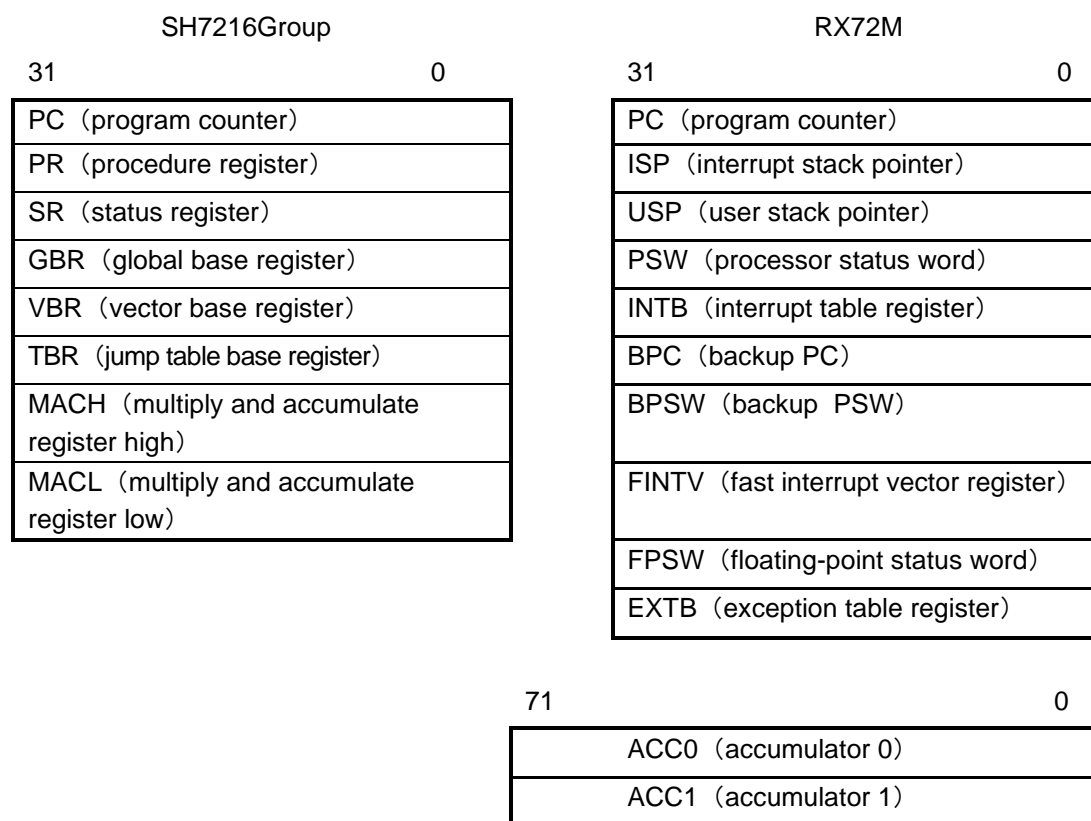 SH7216Group
31 0
PC（program counter）
PR（procedure register）
SR（status register）
GBR（global base register）
VBR（vector base register）
TBR（jump table base register）
MACH（multiply and accumulate
register high）
MACL（multiply and accumulate
register low）
RX72M
31 0
PC（program counter）
ISP（interrupt stack pointer）
USP（user stack pointer）
PSW（processor status word）
INTB（interrupt table register）
BPC（backup PC）
BPSW（backup PSW）
FINTV（fast interrupt vector register）
FPSW（floating-point status word）
EXTB（exception table register）
71 0
ACC0（accumulator 0）
ACC1（accumulator 1）